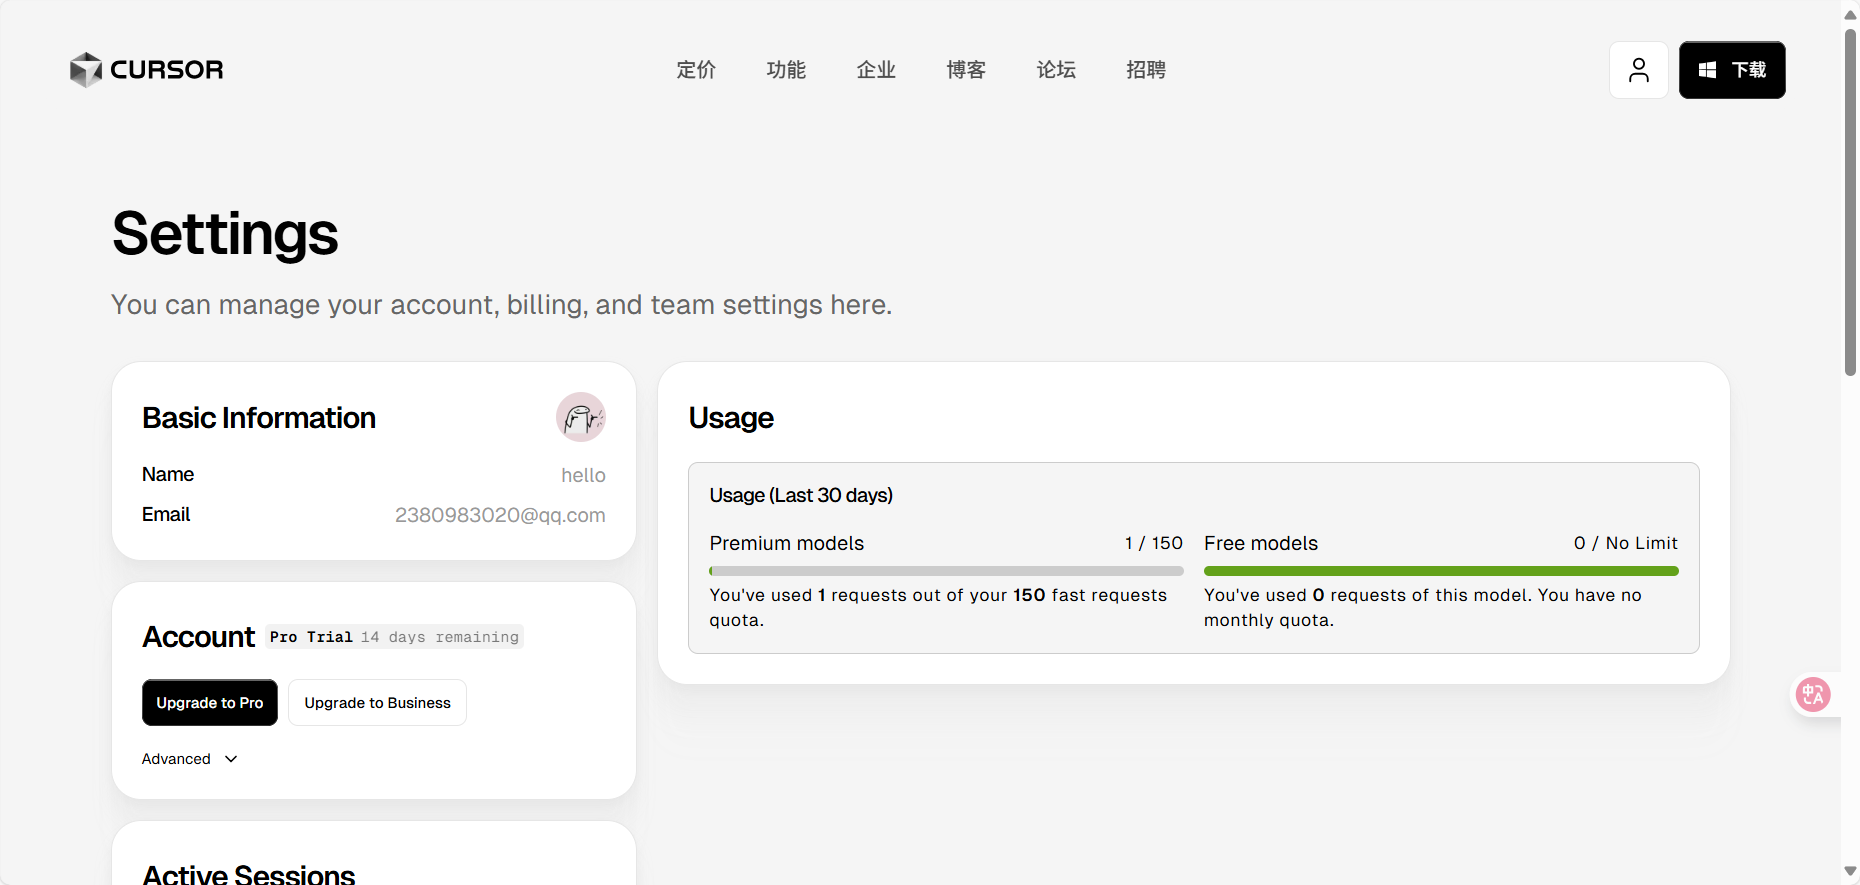 CURSOR
定价 功能 企业 博客 论坛 招聘
下载
Settings
You can manage your account, billing, and team settings here.
Basic Information
Name hello
Email 2380983020@qq.com
Account Pro Trial 14 days remaining
Upgrade to Pro Upgrade to Business
Advanced
Active Sessions
Usage
Usage (Last 30 days)
Premium models 1 / 150
You've used 1 requests out of your 150 fast requests
quota.
Free models 0 / No Limit
You've used 0 requests of this model. You have no
monthly quota.
中A